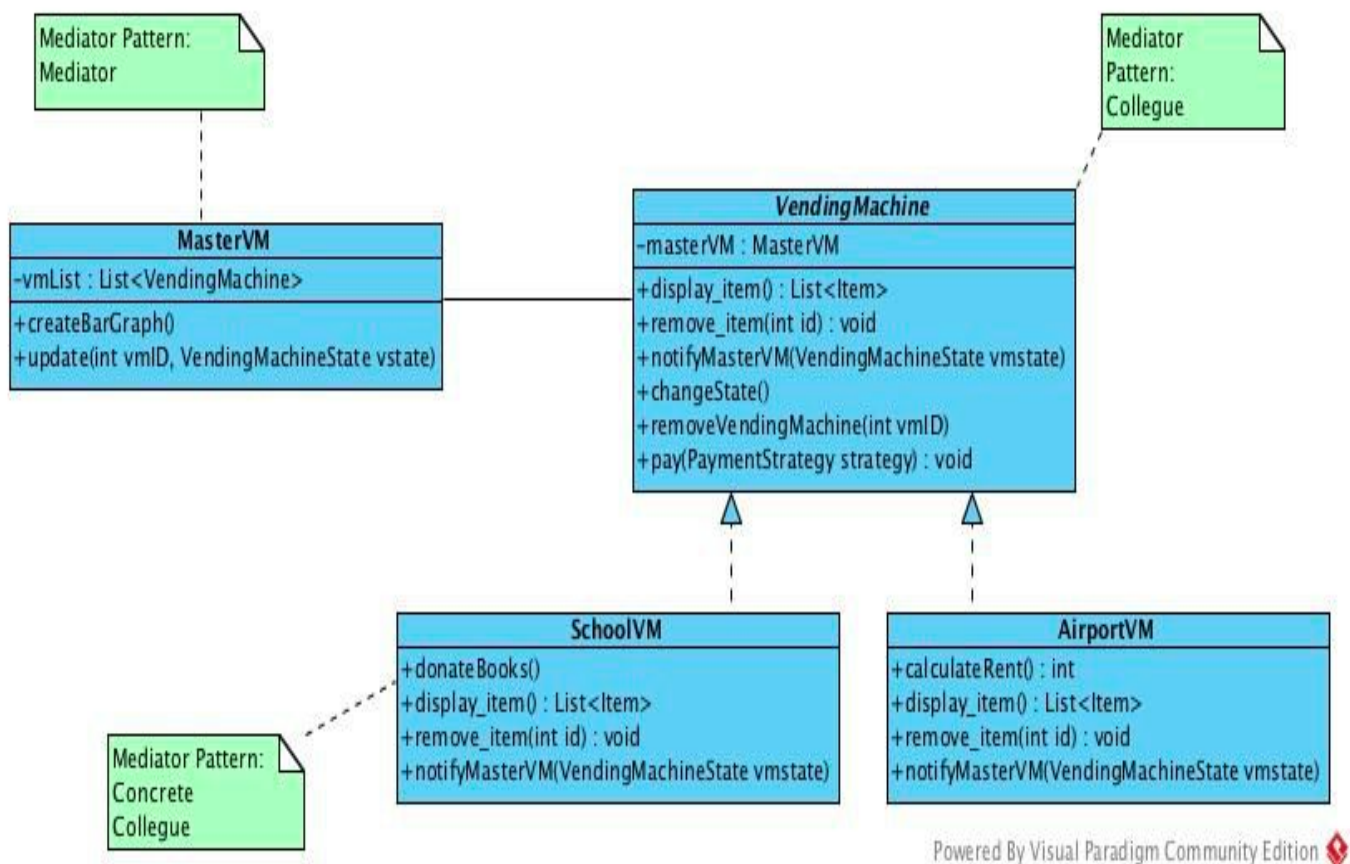 Mediator Pattern:
Mediator
Mediator
Pattern:
Collegue
MasterVM
-vmList : List<VendingMachine>
+createBarGraph()
+update(int vmID, VendingMachineState vstate)
VendingMachine
-masterVM : MasterVM
+display_item() : List<Item>
+remove_item(int id) : void
+notifyMasterVM(VendingMachineState vmstate)
+changeState()
+removeVendingMachine(int vmID)
+pay(PaymentStrategy strategy) : void
SchoolVM
+donateBooks()
+display_item() : List<Item>
+remove_item(int id) : void
+notifyMasterVM(VendingMachineState vmstate)
AirportVM
+calculateRent() : int
+display_item() : List<Item>
+remove_item(int id) : void
+notifyMasterVM(VendingMachineState vmstate)
Mediator Pattern:
Concrete
Collegue
Powered By Visual Paradigm Community Edition